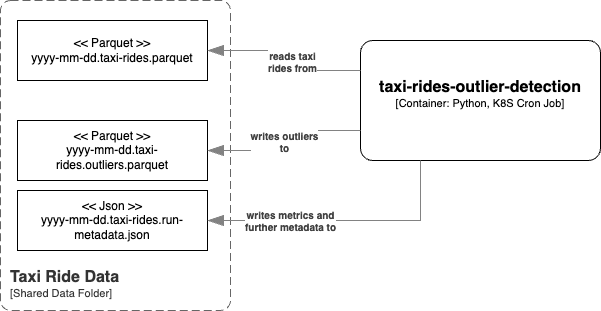 << Parquet >>
yyyy-mm-dd.taxi-rides.parquet
reads taxi
rides from
taxi-rides-outlier-detection
[Container: Python, K8S Cron Job]
<< Parquet >>
yyyy-mm-dd.taxi-
rides.outliers.parquet
writes outliers
to
<< Json >>
yyyy-mm-dd.taxi-rides.run-
metadata.json
writes metrics and
further metadata to
Taxi Ride Data
[Shared Data Folder]